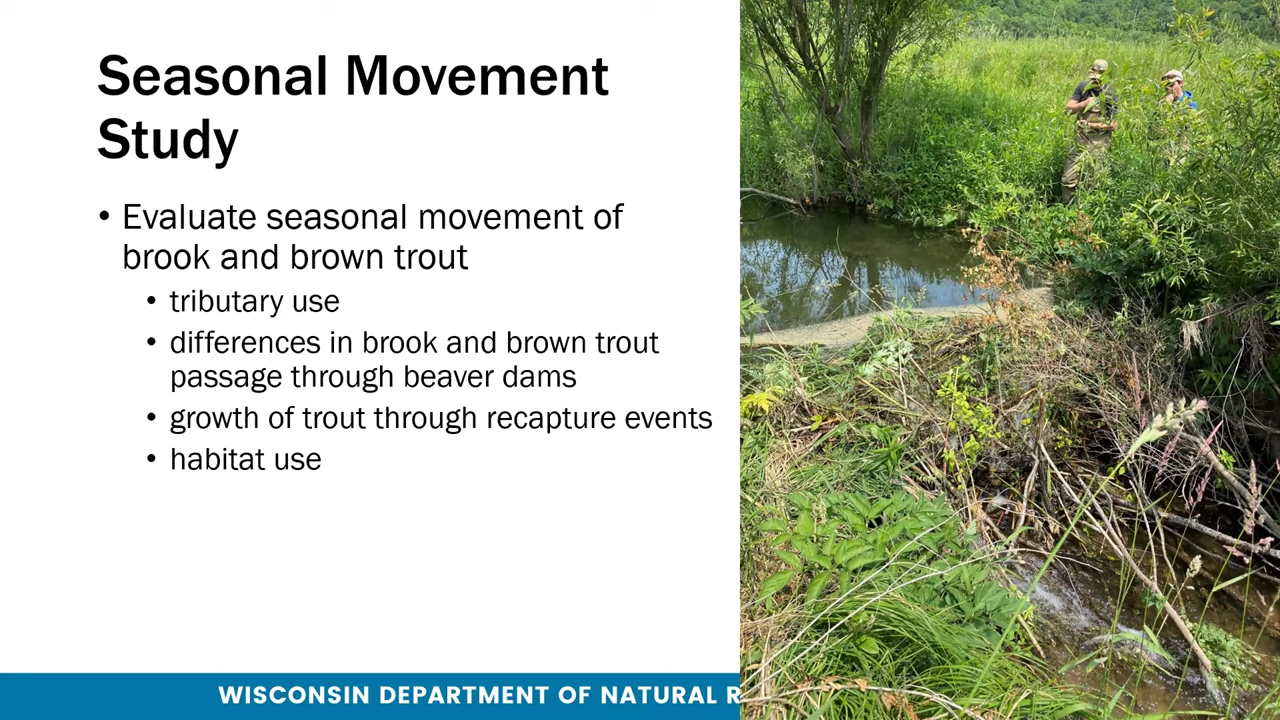 Seasonal Movement
Study
• Evaluate seasonal movement of
brook and brown trout
• tributary use
• differences in brook and brown trout
passage through beaver dams
• growth of trout through recapture events
• habitat use
WISCONSIN DEPARTMENT OF NATURAL